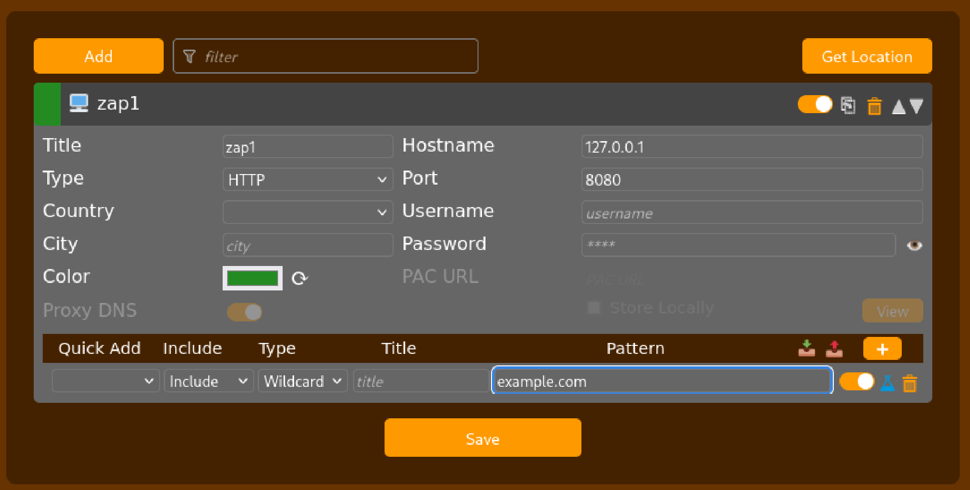 Add filter Get Location
zap1
Title zap1 Hostname 127.0.0.1
Type HTTP Port 8080
Country Username username
City city Password ****
Color PAC URL PAC URL
Proxy DNS Store Locally View
Quick Add Include Type Title Pattern +
Include Wildcard title example.com
Save